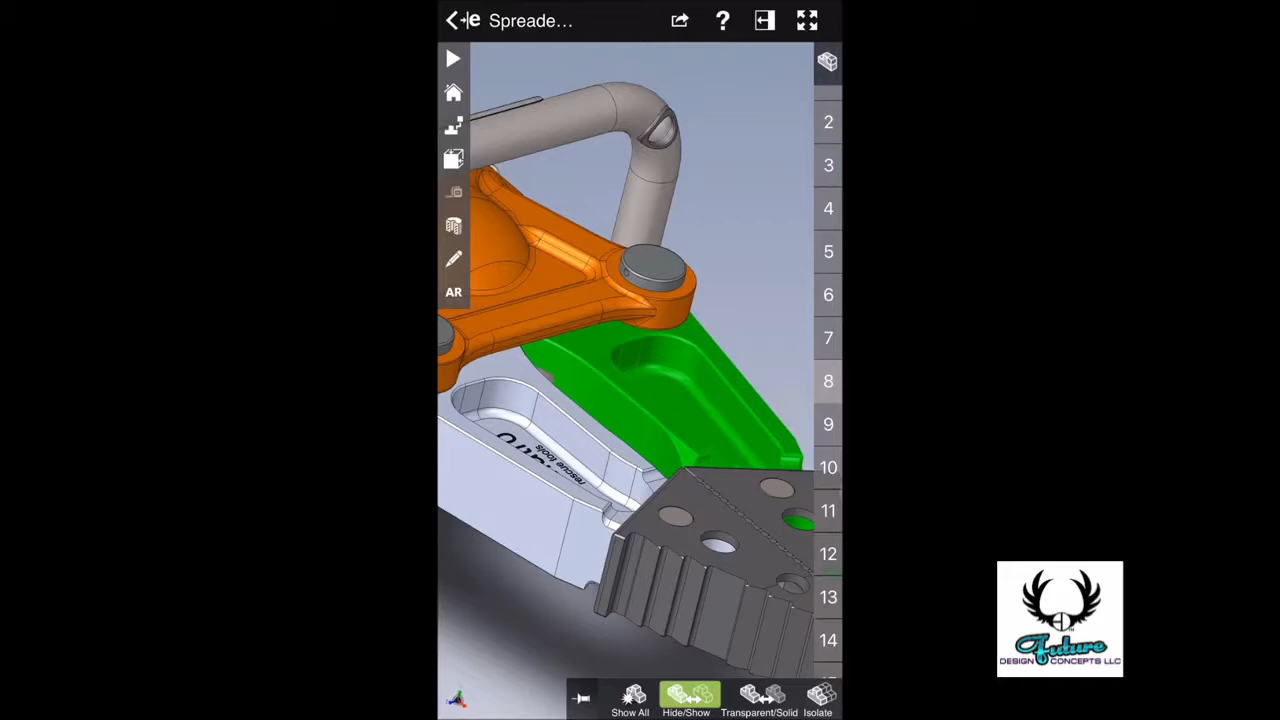 e Spreade...
?
2
3
4
5
6
7
8
9
10
11
12
13
14
AR
rescue tools
Show All
Hide/Show
Transparent/Solid
Isolate
Future
DESIGN CONCEPTS LLC